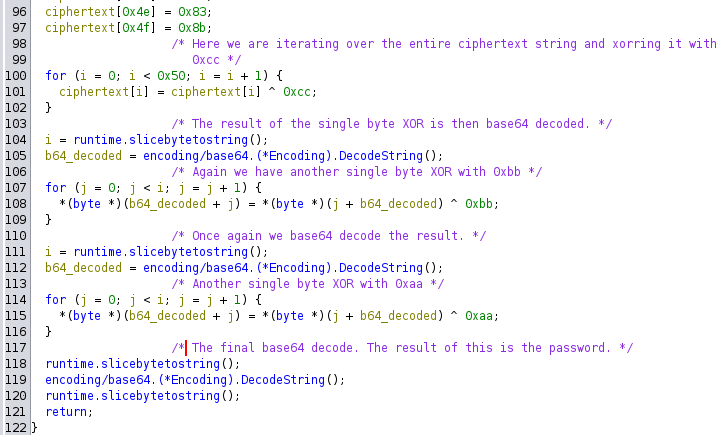 96 ciphertext[0x4e] = 0x83;
97 ciphertext[0x4f] = 0x8b;
98 /* Here we are iterating over the entire ciphertext string and xorring it with
99 0xcc */
100 for (i = 0; i < 0x50; i = i + 1) {
101 ciphertext[i] = ciphertext[i] ^ 0xcc;
102 }
103 /* The result of the single byte XOR is then base64 decoded. */
104 i = runtime.slicebytetostring();
105 b64_decoded = encoding/base64.(*Encoding).DecodeString();
106 /* Again we have another single byte XOR with 0xbb */
107 for (j = 0; j < i; j = j + 1) {
108 *(byte *)(b64_decoded + j) = *(byte *)(j + b64_decoded) ^ 0xbb;
109 }
110 /* Once again we base64 decode the result. */
111 i = runtime.slicebytetostring();
112 b64_decoded = encoding/base64.(*Encoding).DecodeString();
113 /* Another single byte XOR with 0xaa */
114 for (j = 0; j < i; j = j + 1) {
115 *(byte *)(b64_decoded + j) = *(byte *)(j + b64_decoded) ^ 0xaa;
116 }
117 /* The final base64 decode. The result of this is the password. */
118 runtime.slicebytetostring();
119 encoding/base64.(*Encoding).DecodeString();
120 runtime.slicebytetostring();
121 return;
122 }